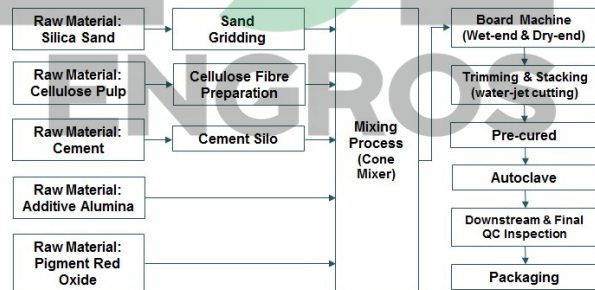 Raw Material:
Silica Sand
Sand
Gridding
Raw Material:
Cellulose Pulp
Cellulose Fibre
Preparation
Raw Material:
Cement
Cement Silo
Raw Material:
Additive Alumina
Raw Material:
Pigment Red
Oxide
Mixing
Process
(Cone
Mixer)
Board Machine
(Wet-end & Dry-end)
Trimming & Stacking
(water-jet cutting)
Pre-cured
Autoclave
Downstream & Final
QC Inspection
Packaging
ENGROS